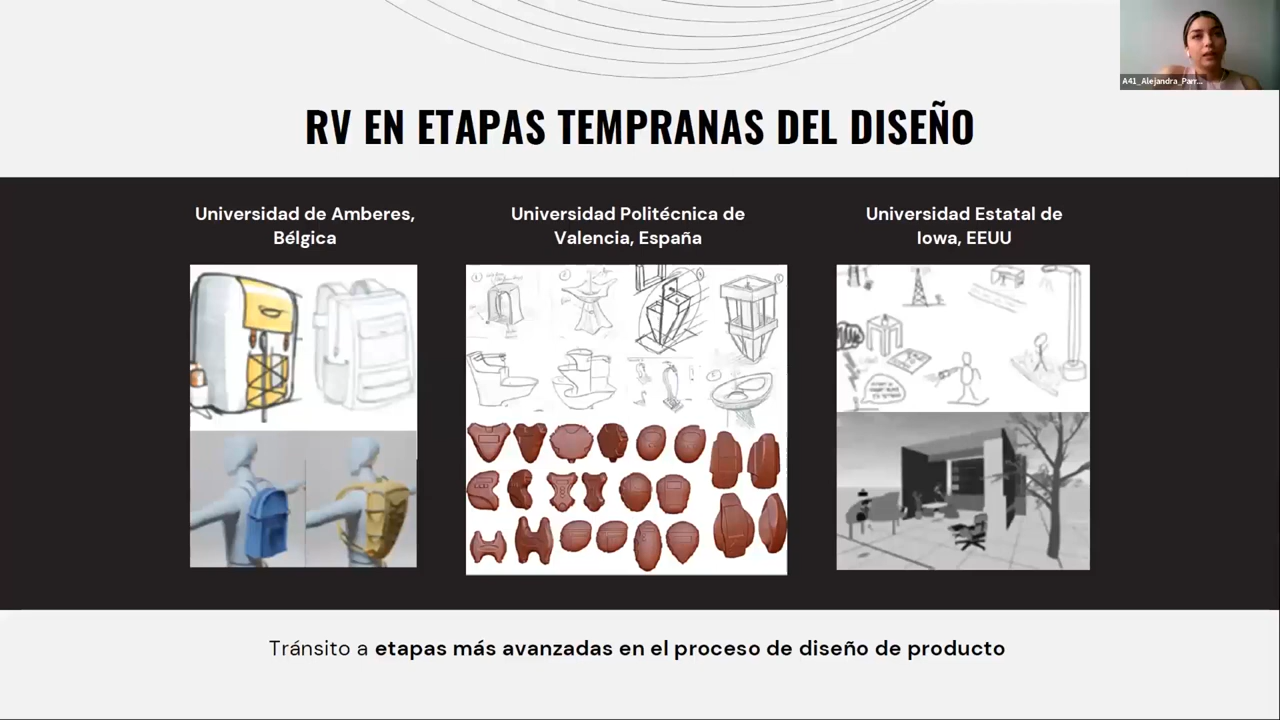 A41_Alejandra_Parr...
RV EN ETAPAS TEMPRANAS DEL DISEÑO
Universidad de Amberes,
Bélgica
Universidad Politécnica de
Valencia, España
Universidad Estatal de
Iowa, EEUU
Tránsito a etapas más avanzadas en el proceso de diseño de producto